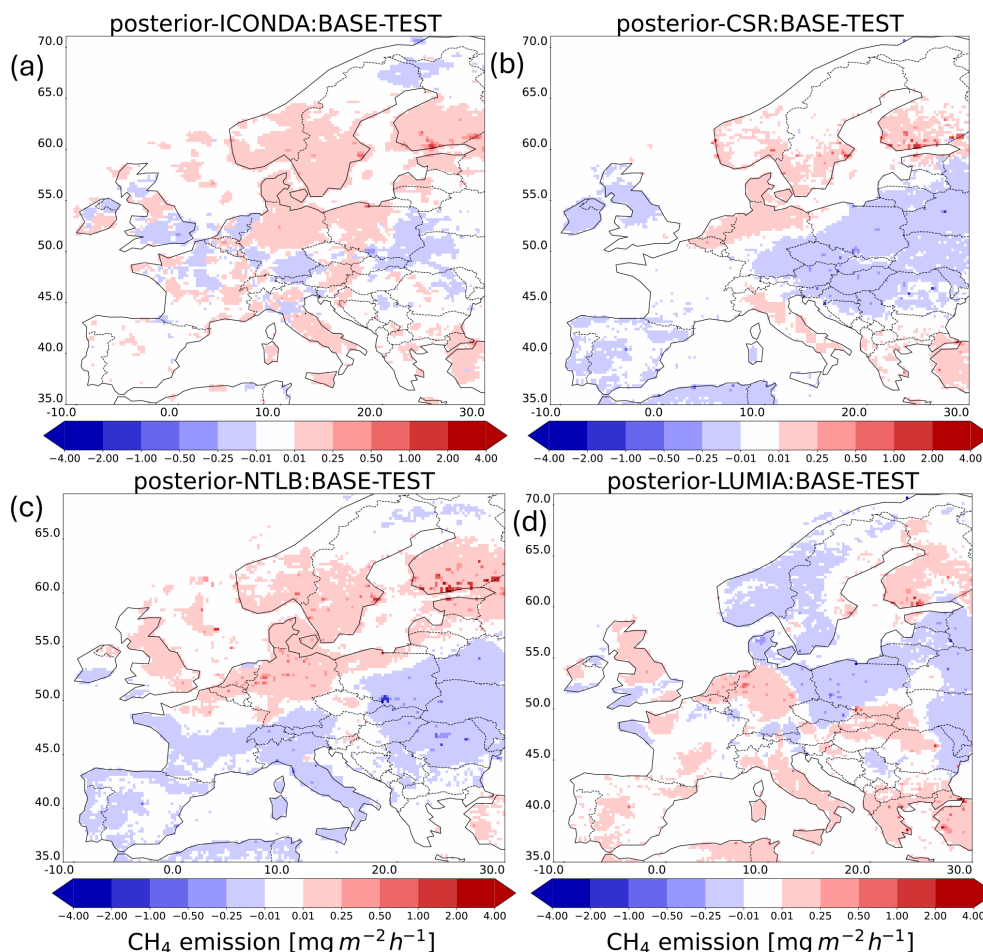 posterior-ICONDA:BASE-TEST
posterior-CSR:BASE-TEST
(a)
70.0
65.0
60.0
55.0
50.0
45.0
40.0
35.0
-10.0 0.0 10.0 20.0 30.0
−4.00 −2.00 −1.00 −0.50 −0.25 −0.01 0.01 0.25 0.50 1.00 2.00 4.00
(b)
70.0
65.0
60.0
55.0
50.0
45.0
40.0
35.0
-10.0 0.0 10.0 20.0 30.0
−4.00 −2.00 −1.00 −0.50 −0.25 −0.01 0.01 0.25 0.50 1.00 2.00 4.00
posterior-NTLB:BASE-TEST
posterior-LUMIA:BASE-TEST
(c)
65.0
60.0
55.0
50.0
45.0
40.0
35.0
-10.0 0.0 10.0 20.0 30.0
−4.00 −2.00 −1.00 −0.50 −0.25 −0.01 0.01 0.25 0.50 1.00 2.00 4.00
CH₄ emission [mg m⁻² h⁻¹]
(d)
70.0
65.0
60.0
55.0
50.0
45.0
40.0
35.0
-10.0 0.0 10.0 20.0 30.0
−4.00 −2.00 −1.00 −0.50 −0.25 −0.01 0.01 0.25 0.50 1.00 2.00 4.00
CH₄ emission [mg m⁻² h⁻¹]